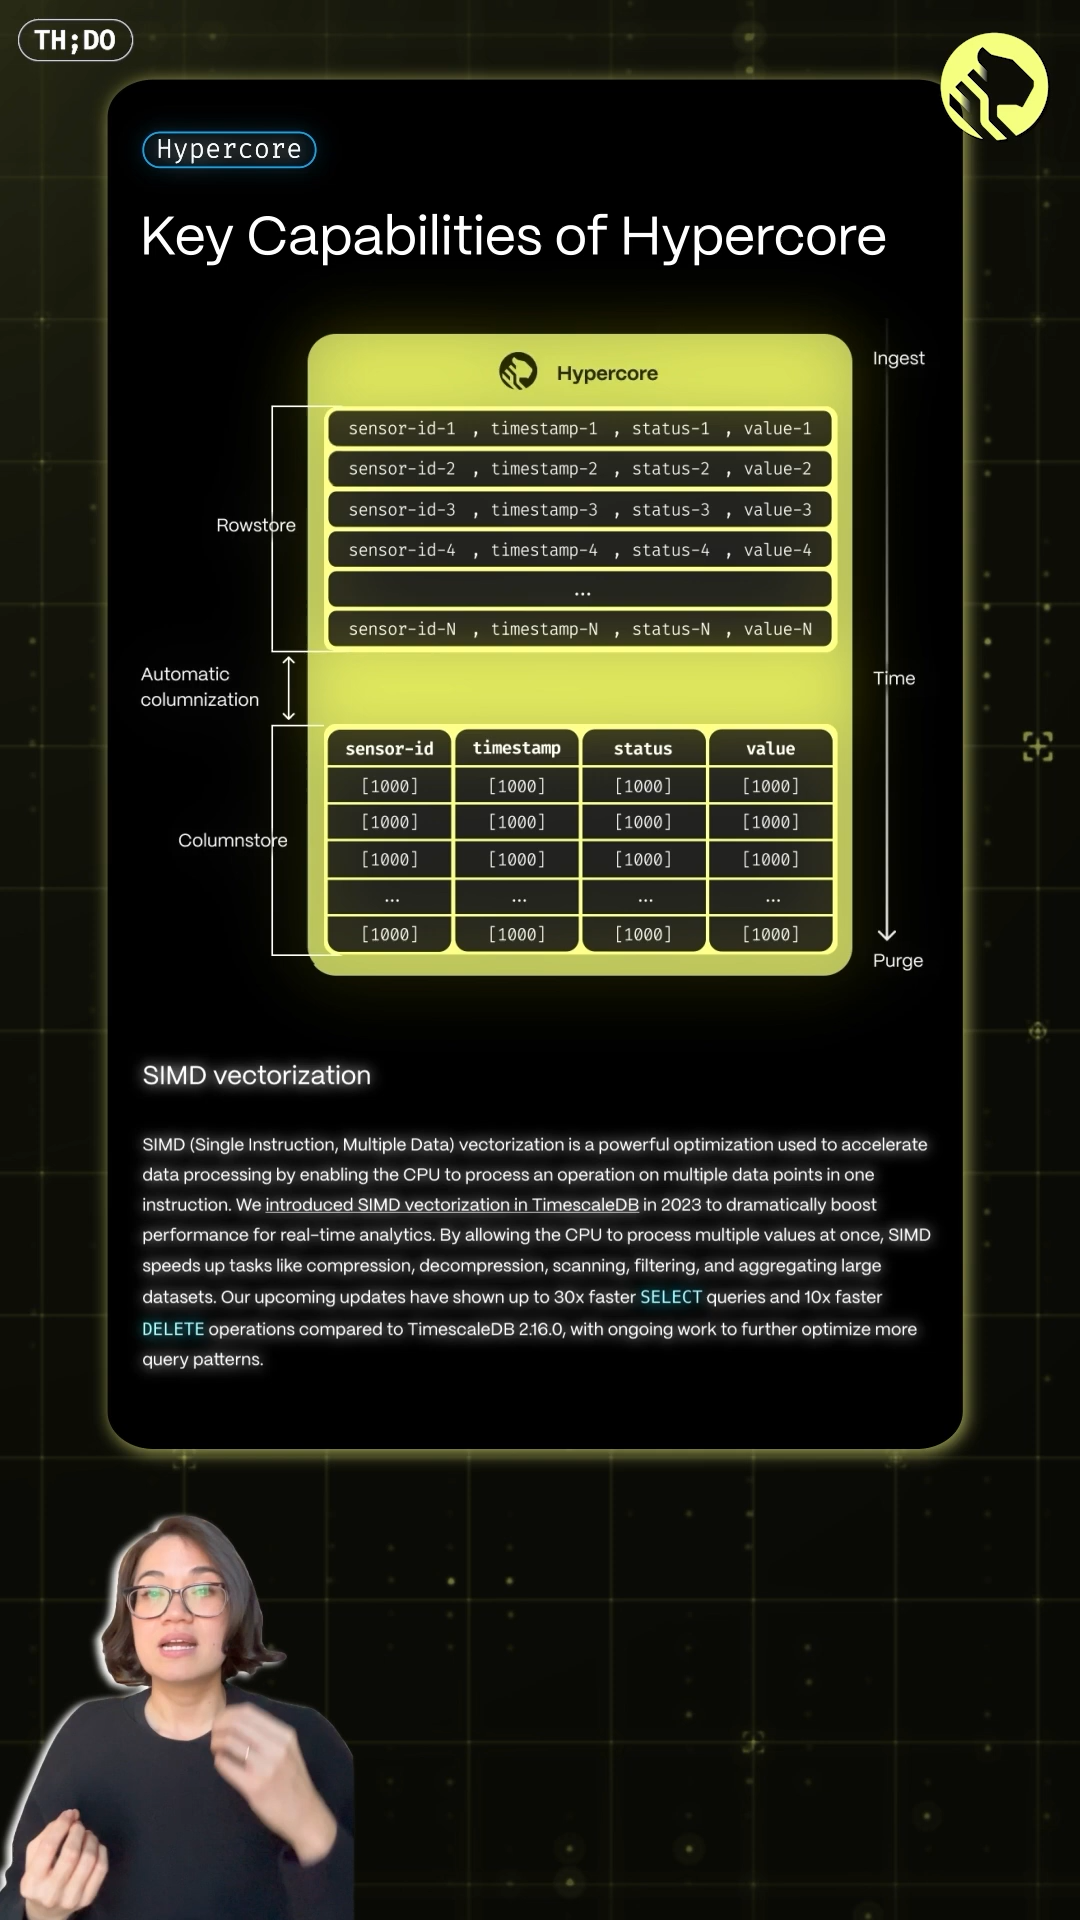 TH;DO
Hypercore
Key Capabilities of Hypercore
Hypercore
Ingest
sensor-id-1 , timestamp-1 , status-1 , value-1
sensor-id-2 , timestamp-2 , status-2 , value-2
sensor-id-3 , timestamp-3 , status-3 , value-3
Rowstore
sensor-id-4 , timestamp-4 , status-4 , value-4
...
sensor-id-N , timestamp-N , status-N , value-N
Automatic
columnization
Time
sensor-id timestamp status value
[1000] [1000] [1000] [1000]
[1000] [1000] [1000] [1000]
Columnstore
[1000] [1000] [1000] [1000]
... ... ... ...
[1000] [1000] [1000] [1000]
Purge
SIMD vectorization
SIMD (Single Instruction, Multiple Data) vectorization is a powerful optimization used to accelerate
data processing by enabling the CPU to process an operation on multiple data points in one
instruction. We introduced SIMD vectorization in TimescaleDB in 2023 to dramatically boost
performance for real-time analytics. By allowing the CPU to process multiple values at once, SIMD
speeds up tasks like compression, decompression, scanning, filtering, and aggregating large
datasets. Our upcoming updates have shown up to 30x faster SELECT queries and 10x faster
DELETE operations compared to TimescaleDB 2.16.0, with ongoing work to further optimize more
query patterns.